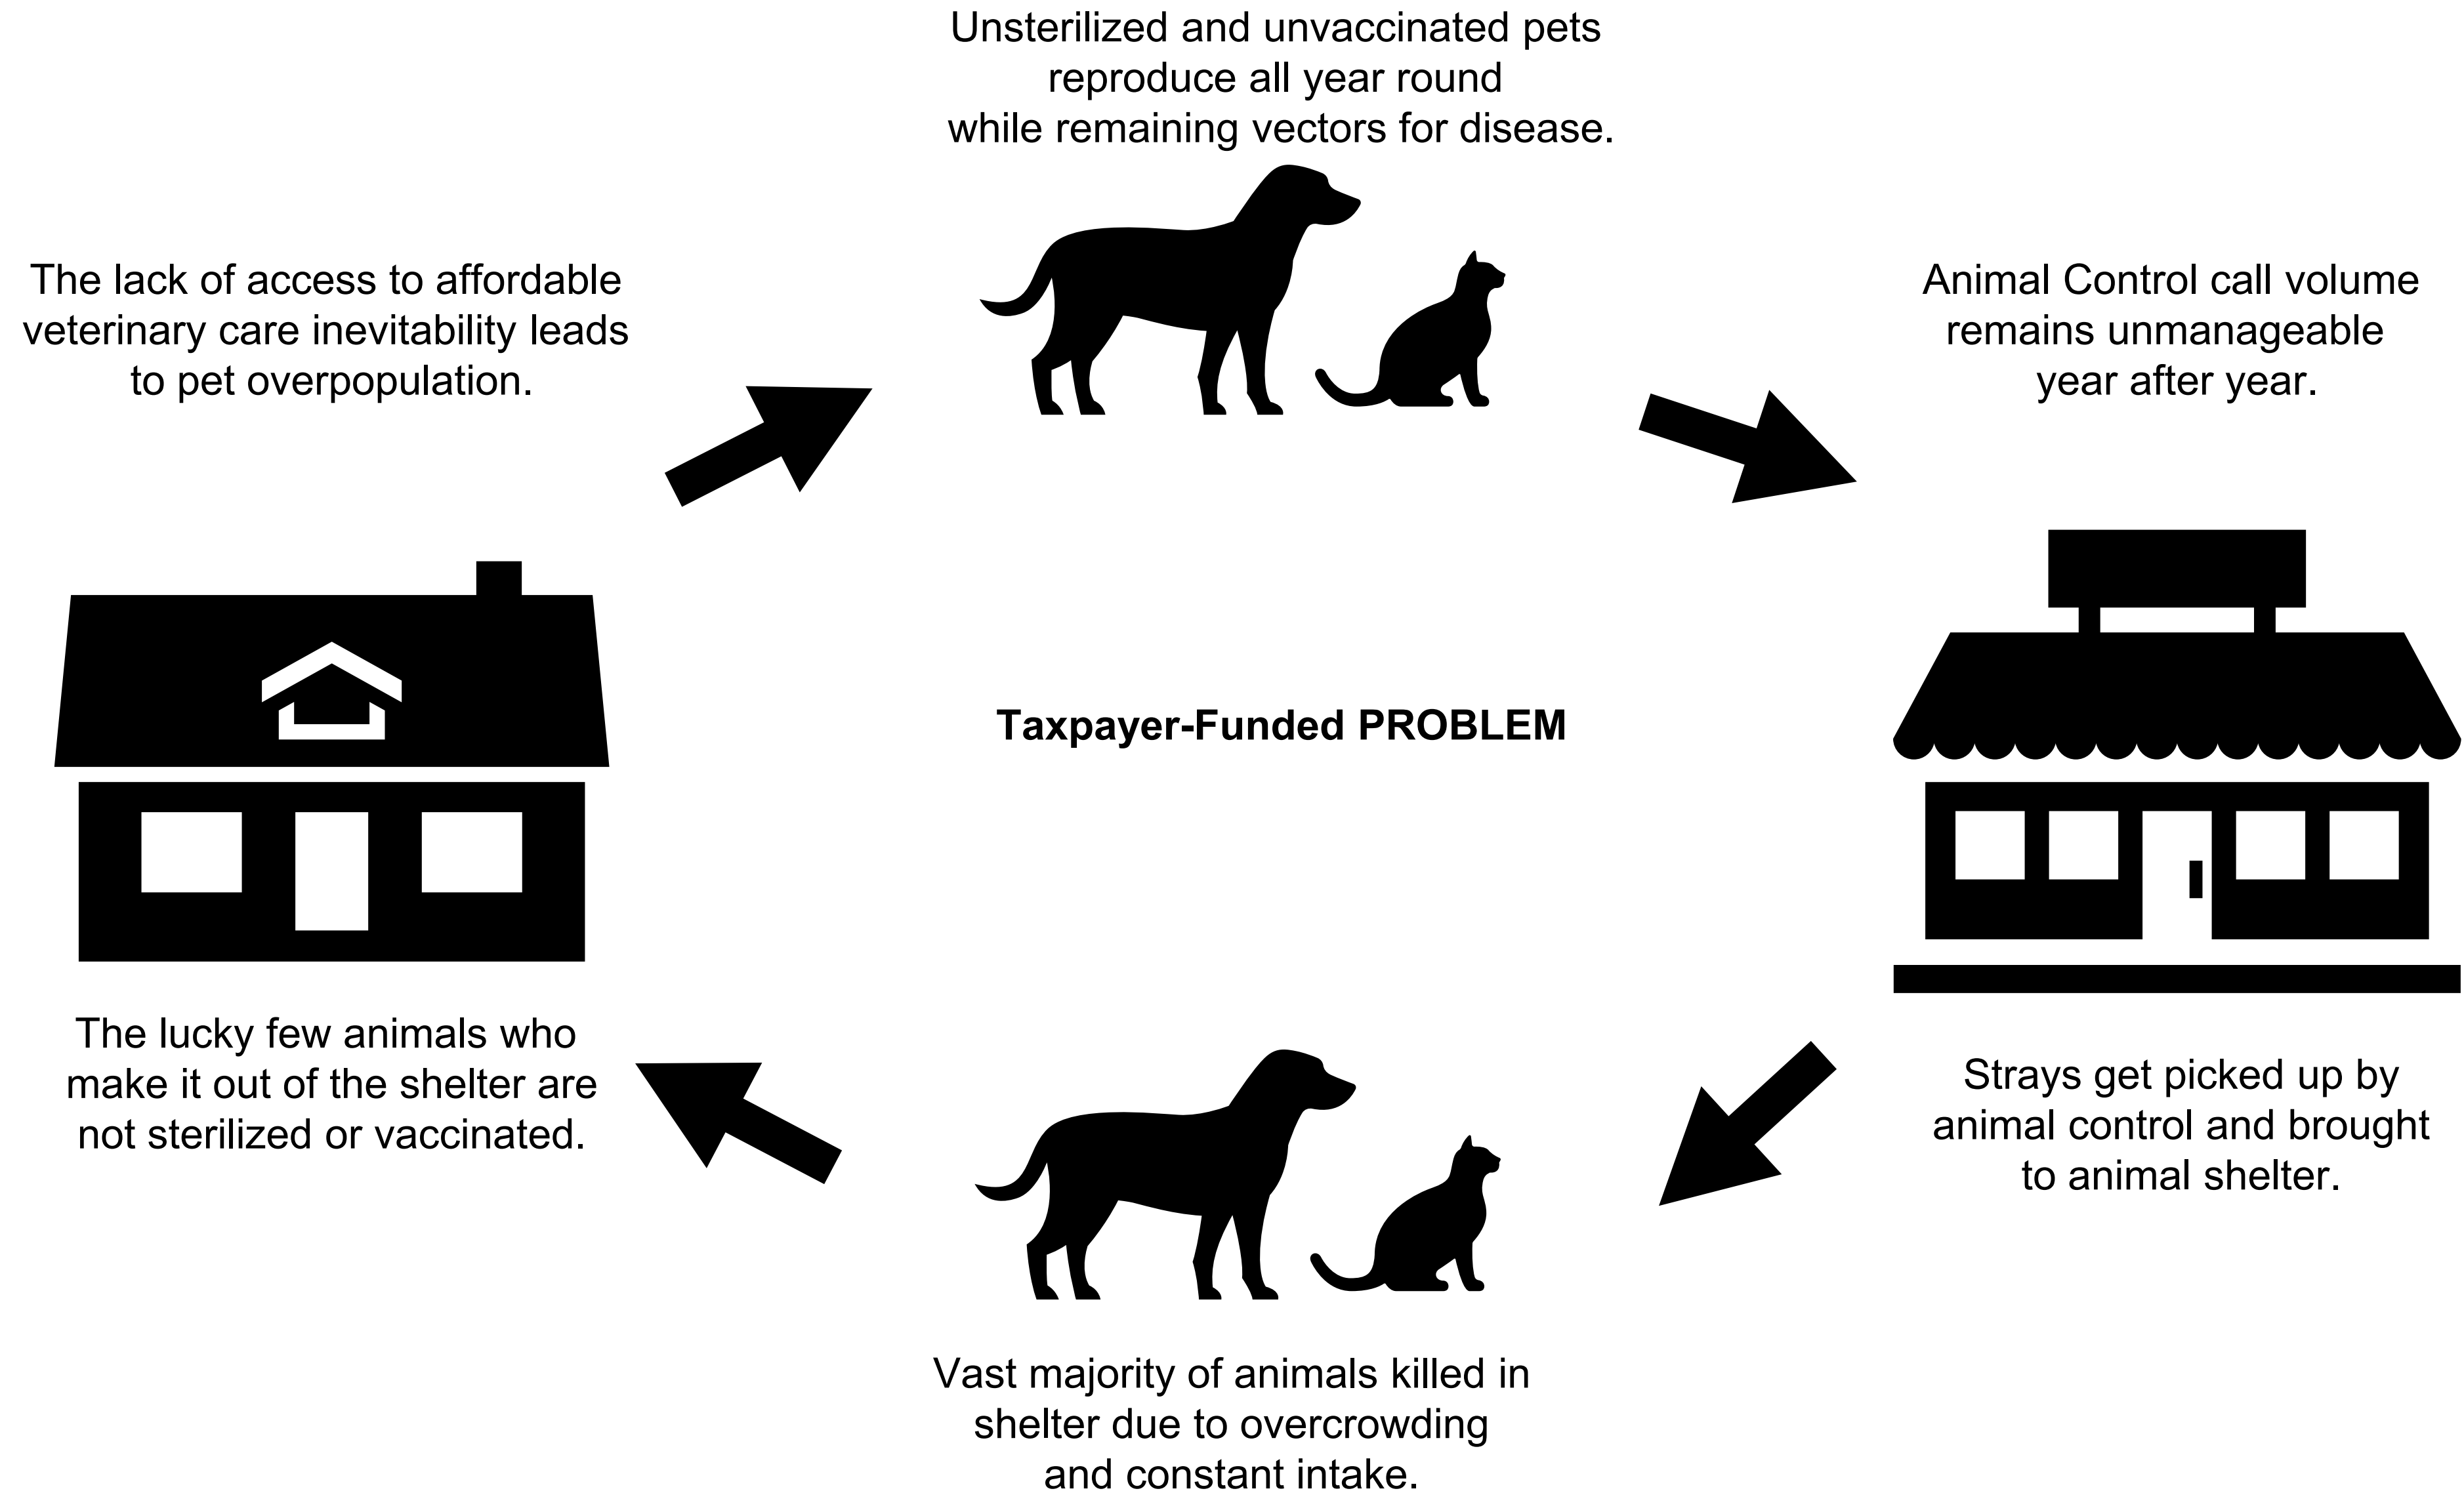 Unsterilized and unvaccinated pets
reproduce all year round
while remaining vectors for disease.
The lack of access to affordable
veterinary care inevitability leads
to pet overpopulation.
Animal Control call volume
remains unmanageable
year after year.
Taxpayer-Funded PROBLEM
The lucky few animals who
make it out of the shelter are
not sterilized or vaccinated.
Strays get picked up by
animal control and brought
to animal shelter.
Vast majority of animals killed in
shelter due to overcrowding
and constant intake.